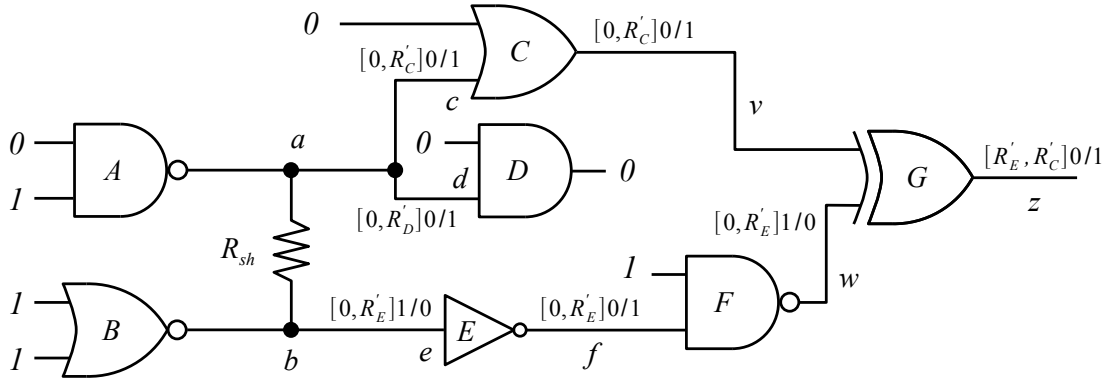 0
[0,R'_C]0/1
[0,R'_C]0/1
C
c
v
0
1
A
a
0
d
D
0
[0,R'_D]0/1
[R'_E,R'_C]0/1
G
z
R_sh
[0,R'_E]1/0
1
1
B
b
[0,R'_E]1/0
e
E
[0,R'_E]0/1
f
1
F
w